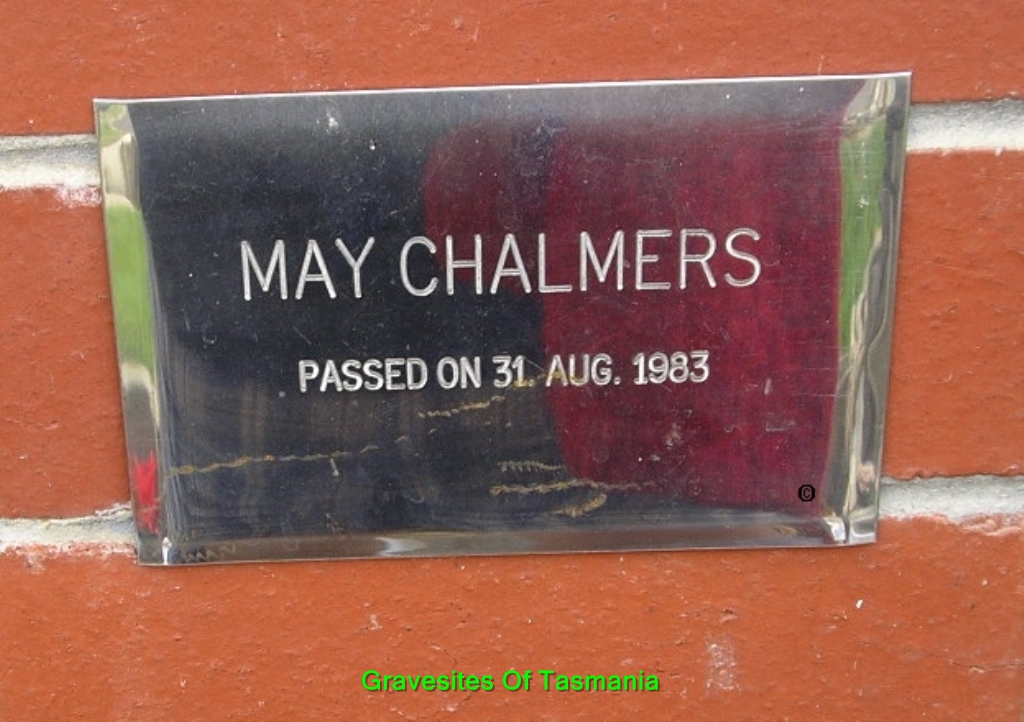 MAY CHALMERS
PASSED ON 31 AUG. 1983
©
Gravesites Of Tasmania